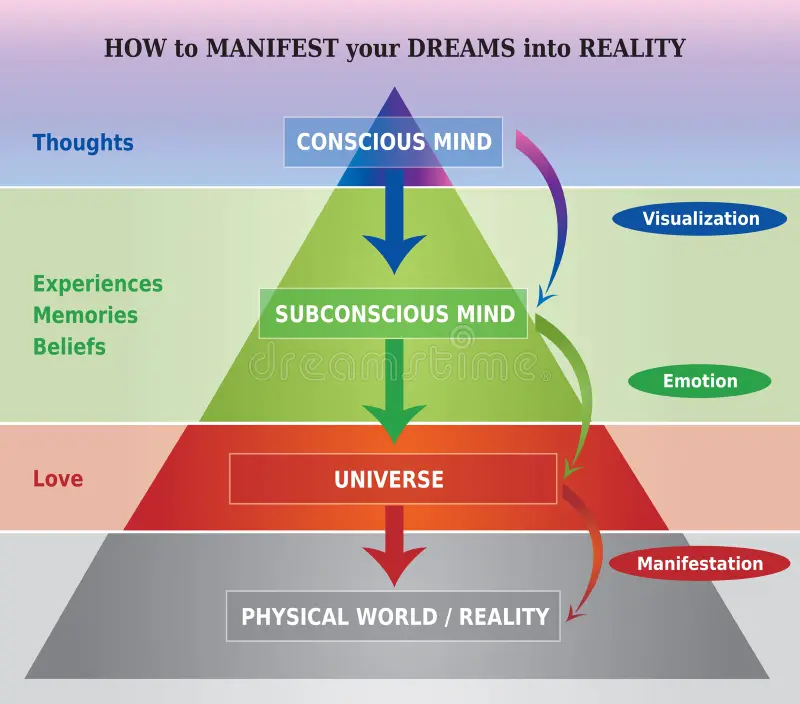 HOW to MANIFEST your DREAMS into REALITY
Thoughts
CONSCIOUS MIND
Visualization
Experiences
Memories
Beliefs
SUBCONSCIOUS MIND
dreamstime.
Emotion
Love
UNIVERSE
Manifestation
PHYSICAL WORLD / REALITY